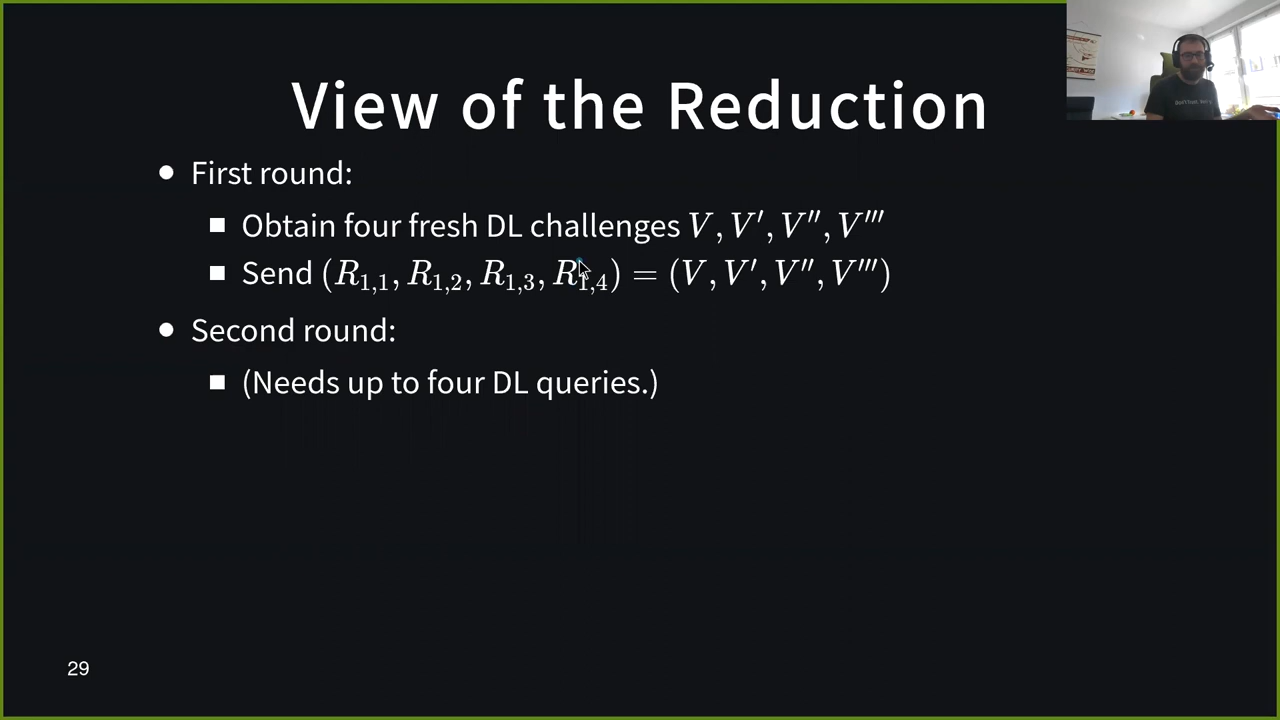 View of the Reduction
• First round:
▪ Obtain four fresh DL challenges V, V′, V″, V‴
▪ Send (R₁,₁, R₁,₂, R₁,₃, R₁,₄) = (V, V′, V″, V‴)
• Second round:
▪ (Needs up to four DL queries.)
29